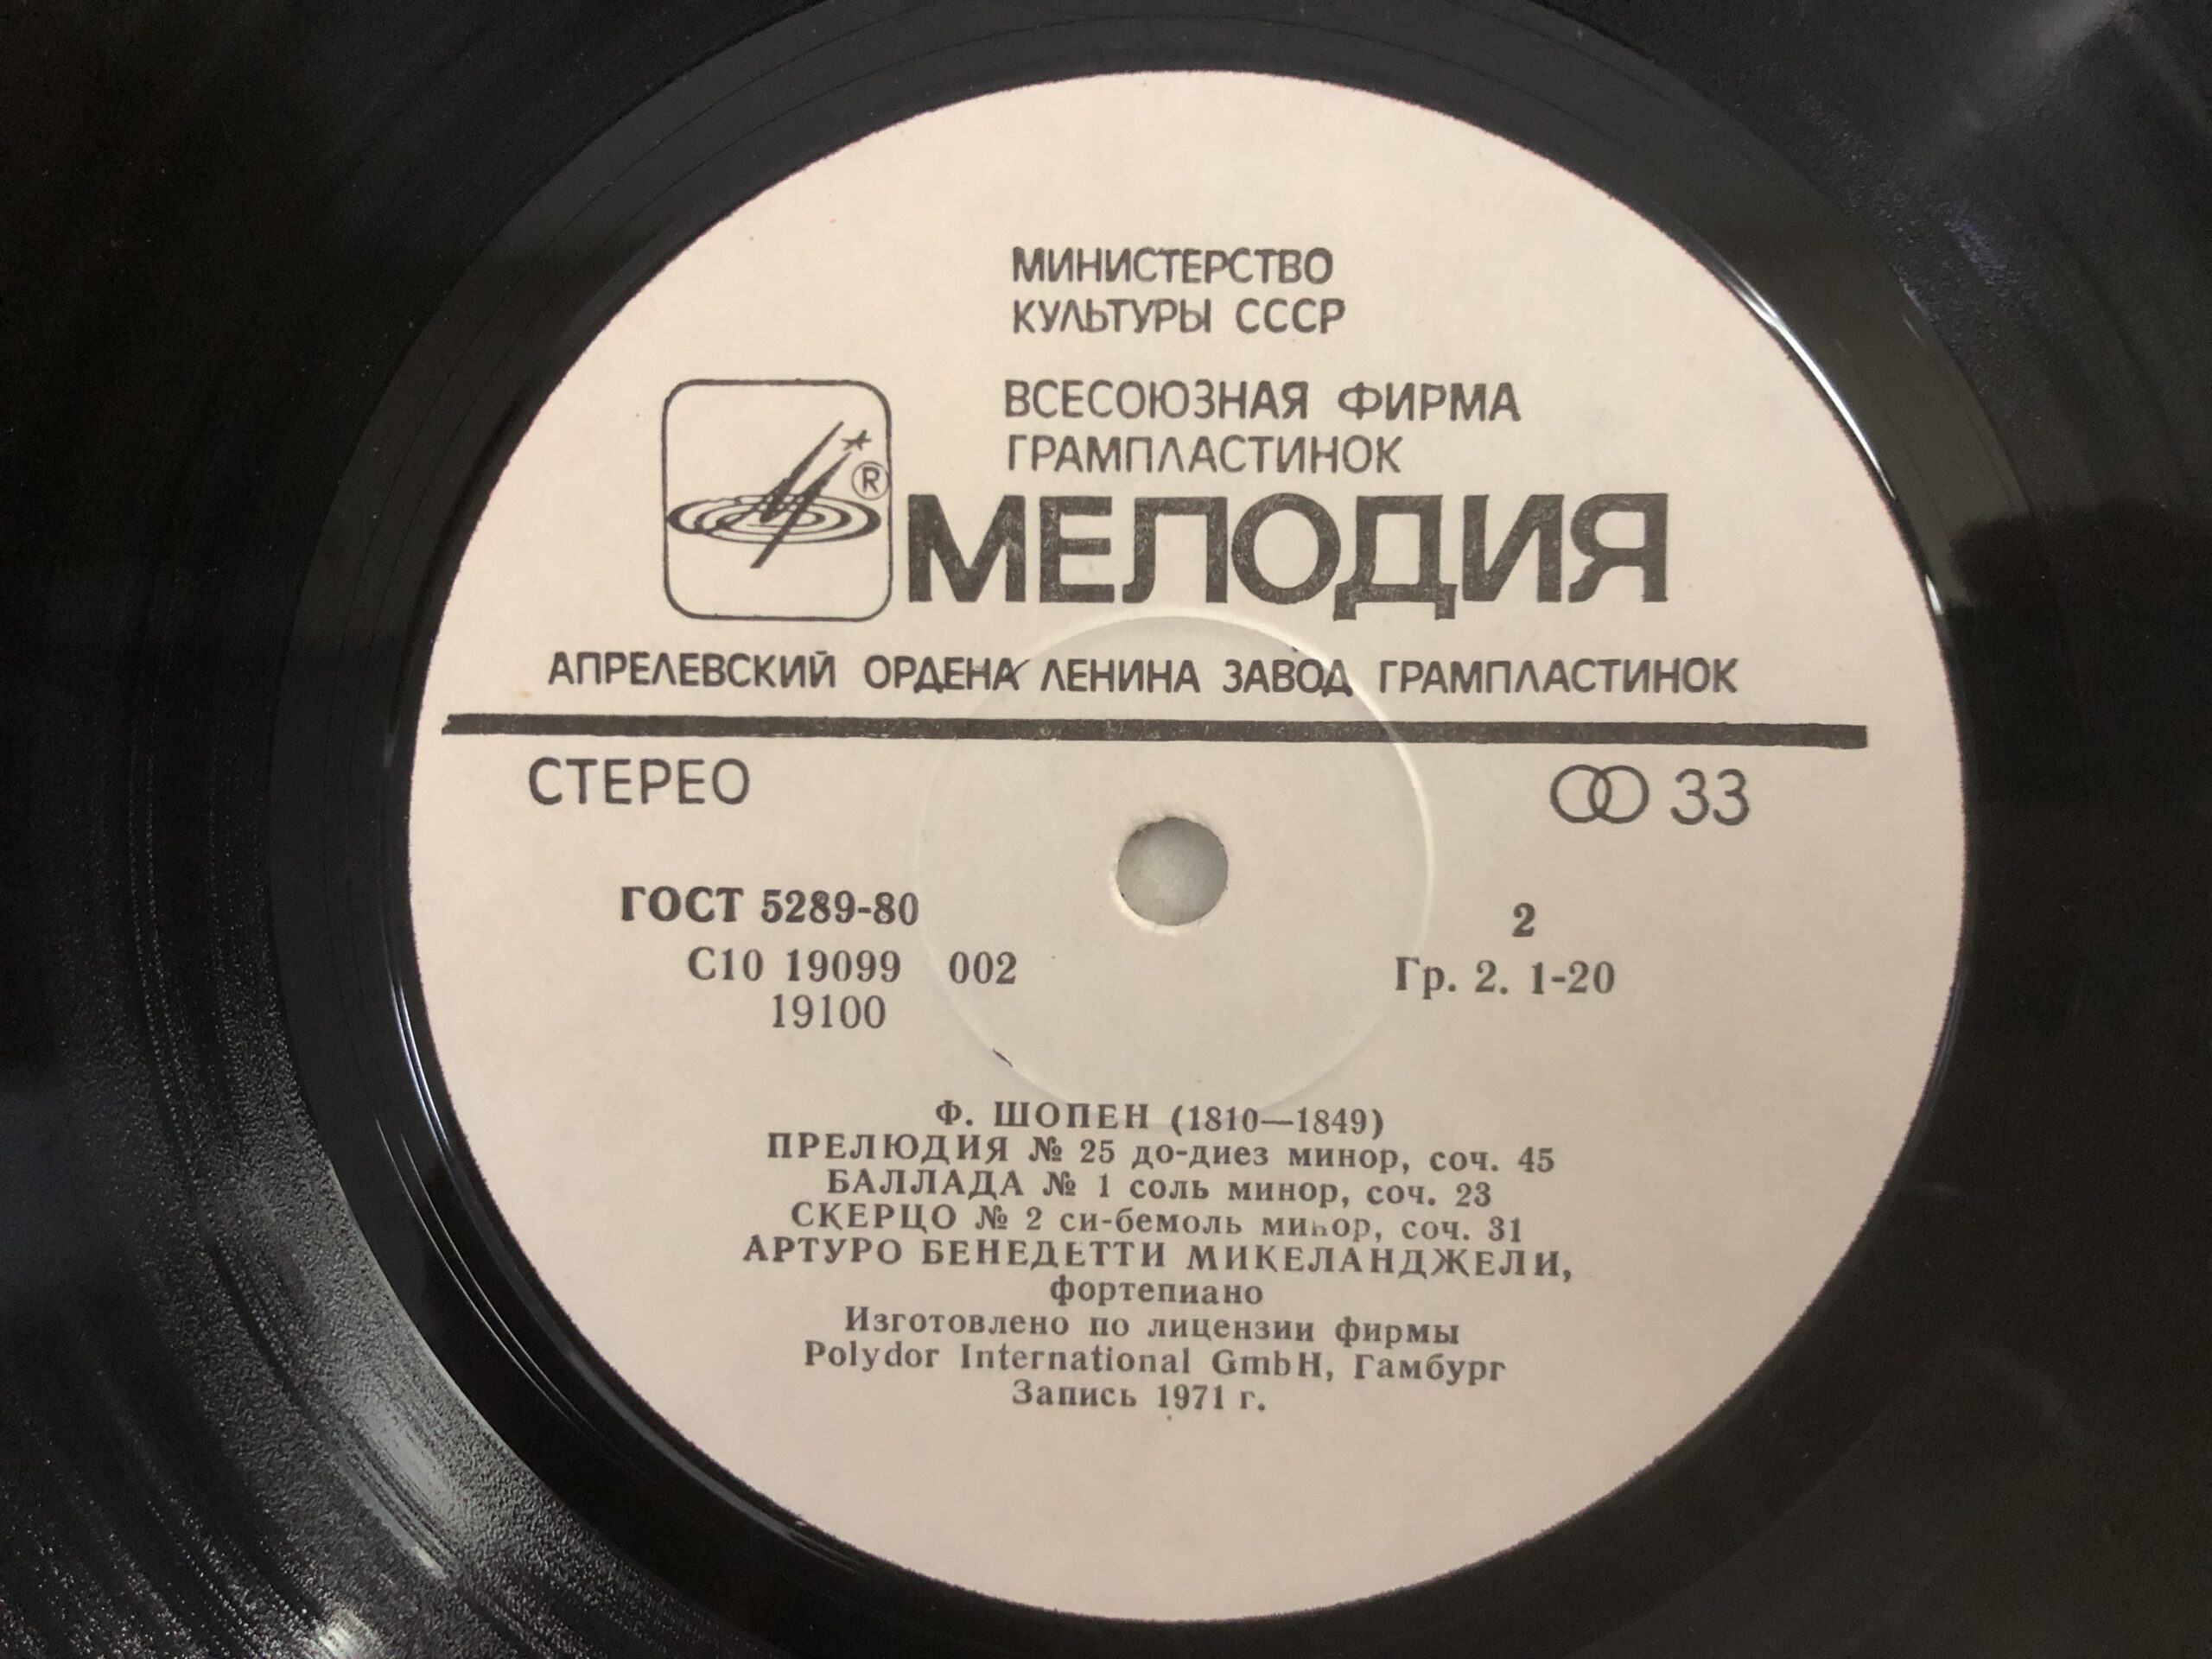 МИНИСТЕРСТВО
КУЛЬТУРЫ СССР
ВСЕСОЮЗНАЯ ФИРМА
ГРАМПЛАСТИНОК
®
МЕЛОДИЯ
АПРЕЛЕВСКИЙ ОРДЕНА ЛЕНИНА ЗАВОД ГРАМПЛАСТИНОК
СТЕРЕО
33
ГОСТ 5289-80
2
С10 19099 002
Гр. 2. 1-20
19100
Ф. ШОПЕН (1810—1849)
ПРЕЛЮДИЯ № 25 до-диез минор, соч. 45
БАЛЛАДА № 1 соль минор, соч. 23
СКЕРЦО № 2 си-бемоль минор, соч. 31
АРТУРО БЕНЕДЕТТИ МИКЕЛАНДЖЕЛИ,
фортепиано
Изготовлено по лицензии фирмы
Polydor International GmbH, Гамбург
Запись 1971 г.